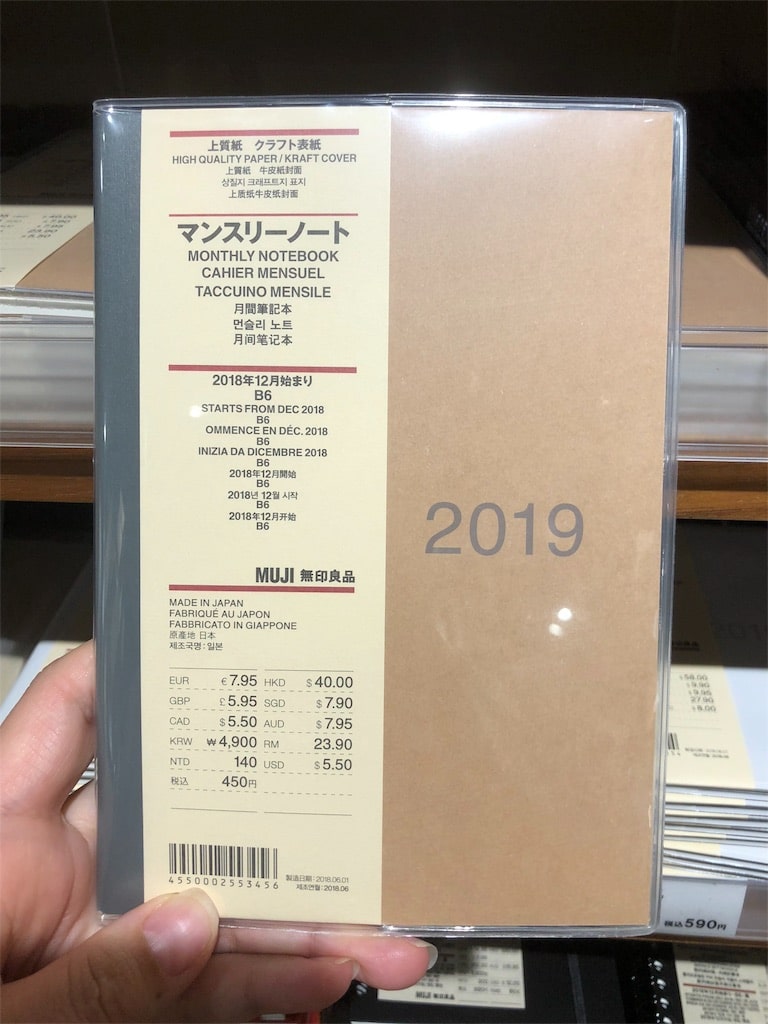 上質紙　クラフト表紙
HIGH QUALITY PAPER / KRAFT COVER
上質紙　牛皮紙封面
상질지 크래프트지 표지
上质纸牛皮纸封面
マンスリーノート
MONTHLY NOTEBOOK
CAHIER MENSUEL
TACCUINO MENSILE
月間筆記本
먼슬리 노트
月间笔记本
2018年12月始まり
B6
STARTS FROM DEC 2018
B6
OMMENCE EN DÉC. 2018
B6
INIZIA DA DICEMBRE 2018
B6
2018年12月開始
B6
2018년 12월 시작
B6
2018年12月开始
B6
MUJI 無印良品
MADE IN JAPAN
FABRIQUÉ AU JAPON
FABBRICATO IN GIAPPONE
原產地 日本
제조국명 : 일본
EUR € 7.95 HKD $ 40.00
GBP £ 5.95 SGD $ 7.90
CAD $ 5.50 AUD $ 7.95
KRW ₩ 4,900 RM 23.90
NTD 140 USD $ 5.50
税込 450円
4550002553456
製造日期 : 2018.06.01
제조연월 : 2018.06
2019
$58.00
$9.90
$9.95
27.90
$8.00
税込590円